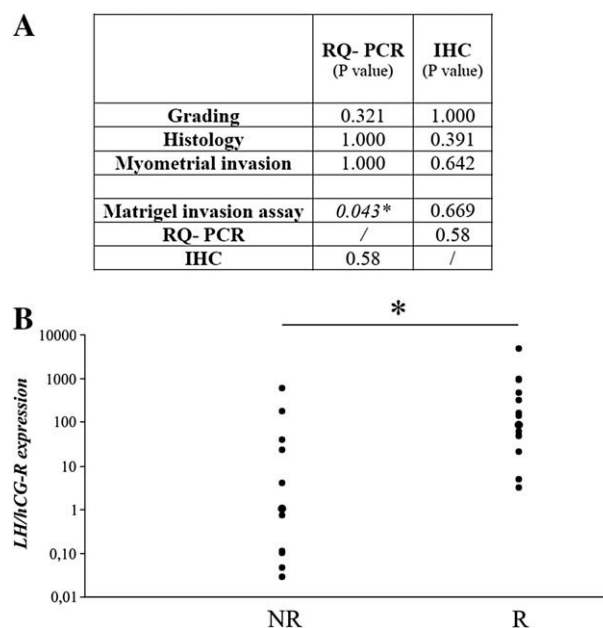 A
RQ- PCR (P value) IHC (P value)
Grading 0.321 1.000
Histology 1.000 0.391
Myometrial invasion 1.000 0.642
Matrigel invasion assay 0.043* 0.669
RQ- PCR / 0.58
IHC 0.58 /
B
*
LH/hCG-R expression
10000
1000
100
10
1
0,10
0,01
NR R